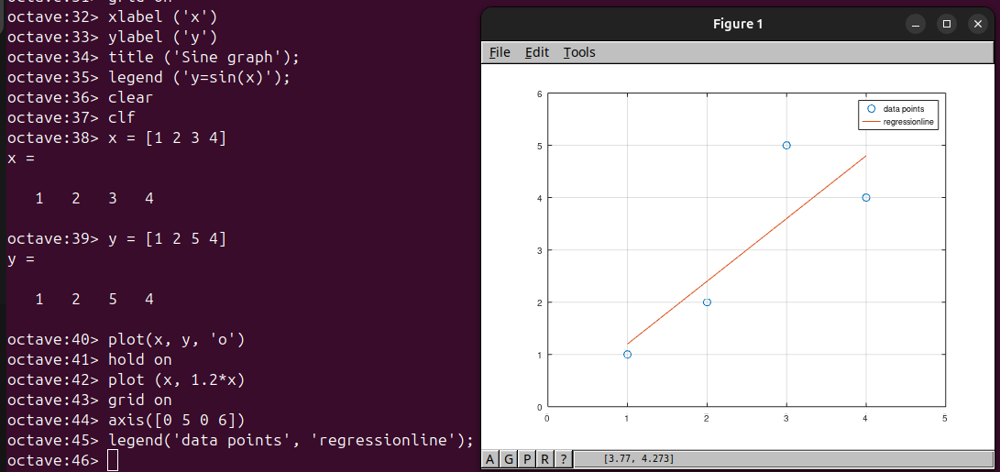 octave:31> grid on
octave:32> xlabel ('x')
octave:33> ylabel ('y')
octave:34> title ('Sine graph');
octave:35> legend ('y=sin(x)');
octave:36> clear
octave:37> clf
octave:38> x = [1 2 3 4]
x =
1 2 3 4
octave:39> y = [1 2 5 4]
y =
1 2 5 4
octave:40> plot(x, y, 'o')
octave:41> hold on
octave:42> plot (x, 1.2*x)
octave:43> grid on
octave:44> axis([0 5 0 6])
octave:45> legend('data points', 'regressionline');
octave:46>
Figure 1
File Edit Tools
6
data points
regressionline
5
4
3
2
1
0
0 1 2 3 4 5
A G P R ? [3.77, 4.273]